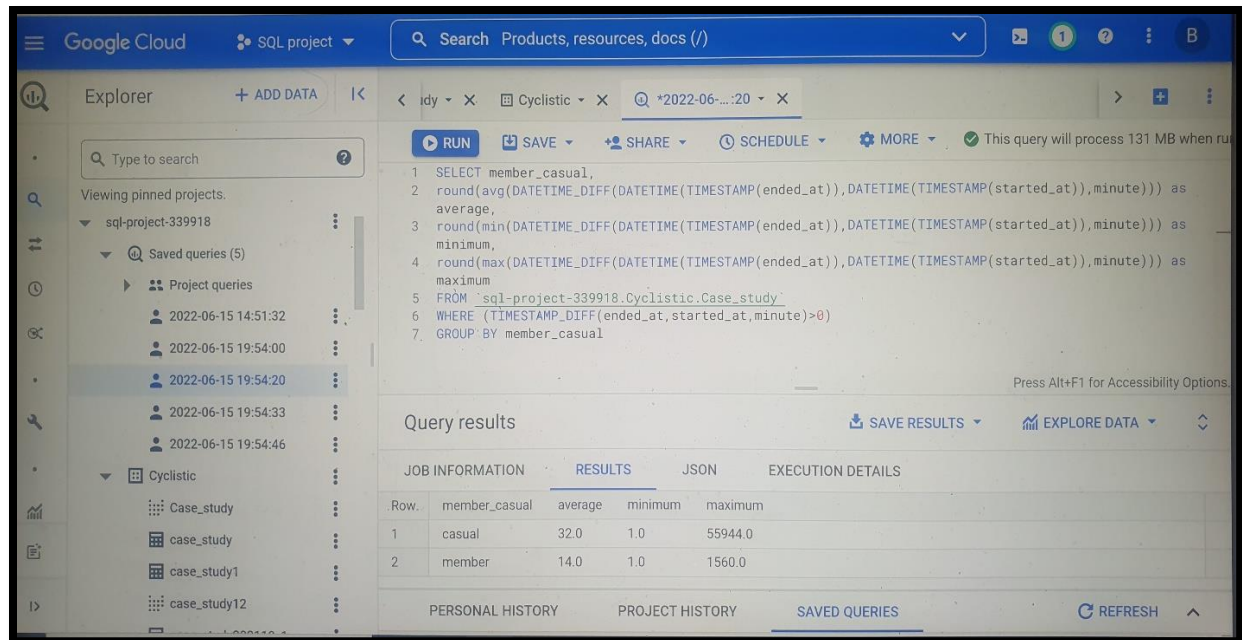 Google Cloud
SQL project
Search Products, resources, docs (/)
1
?
B
Explorer
+ ADD DATA
Type to search
?
Viewing pinned projects.
sql-project-339918
Saved queries (5)
Project queries
2022-06-15 14:51:32
2022-06-15 19:54:00
2022-06-15 19:54:20
2022-06-15 19:54:33
2022-06-15 19:54:46
Cyclistic
Case_study
case_study
case_study1
case_study12
Cyclistic
*2022-06-...:20
RUN
SAVE
SHARE
SCHEDULE
MORE
This query will process 131 MB when
1 SELECT member_casual,
2 round(avg(DATETIME_DIFF(DATETIME(TIMESTAMP(ended_at)),DATETIME(TIMESTAMP(started_at)),minute))) as
average,
3 round(min(DATETIME_DIFF(DATETIME(TIMESTAMP(ended_at)),DATETIME(TIMESTAMP(started_at)),minute))) as
minimum,
4 round(max(DATETIME_DIFF(DATETIME(TIMESTAMP(ended_at)),DATETIME(TIMESTAMP(started_at)),minute))) as
maximum
5 FROM `sql-project-339918.Cyclistic.Case_study`
6 WHERE (TIMESTAMP_DIFF(ended_at,started_at,minute)>0)
7 GROUP BY member_casual
Press Alt+F1 for Accessibility Options.
Query results
SAVE RESULTS
EXPLORE DATA
JOB INFORMATION
RESULTS
JSON
EXECUTION DETAILS
Row member_casual average minimum maximum
1 casual 32.0 1.0 55944.0
2 member 14.0 1.0 1560.0
PERSONAL HISTORY
PROJECT HISTORY
SAVED QUERIES
REFRESH